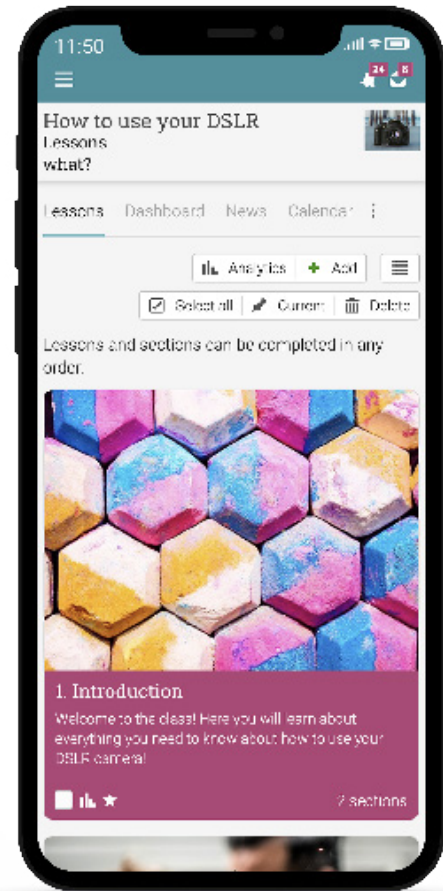 11:50
24 8
How to use your DSLR
Lessons
what?
Lessons Dashboard News Calendar
Analytics Add
Select all Current Delete
Lessons and sections can be completed in any
order.
1. Introduction
Welcome to the class! Here you will learn about
everything you need to know about how to use your
DSLR camera!
2 sections